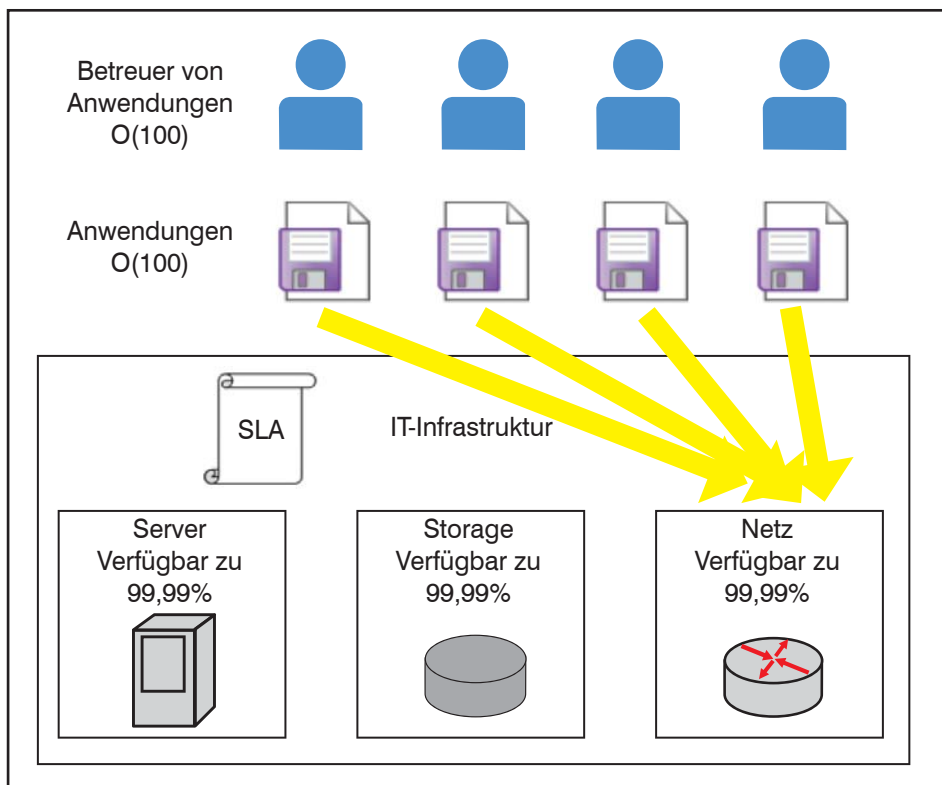 Betreuer von
Anwendungen
O(100)
Anwendungen
O(100)
SLA
IT-Infrastruktur
Server
Verfügbar zu
99,99%
Storage
Verfügbar zu
99,99%
Netz
Verfügbar zu
99,99%